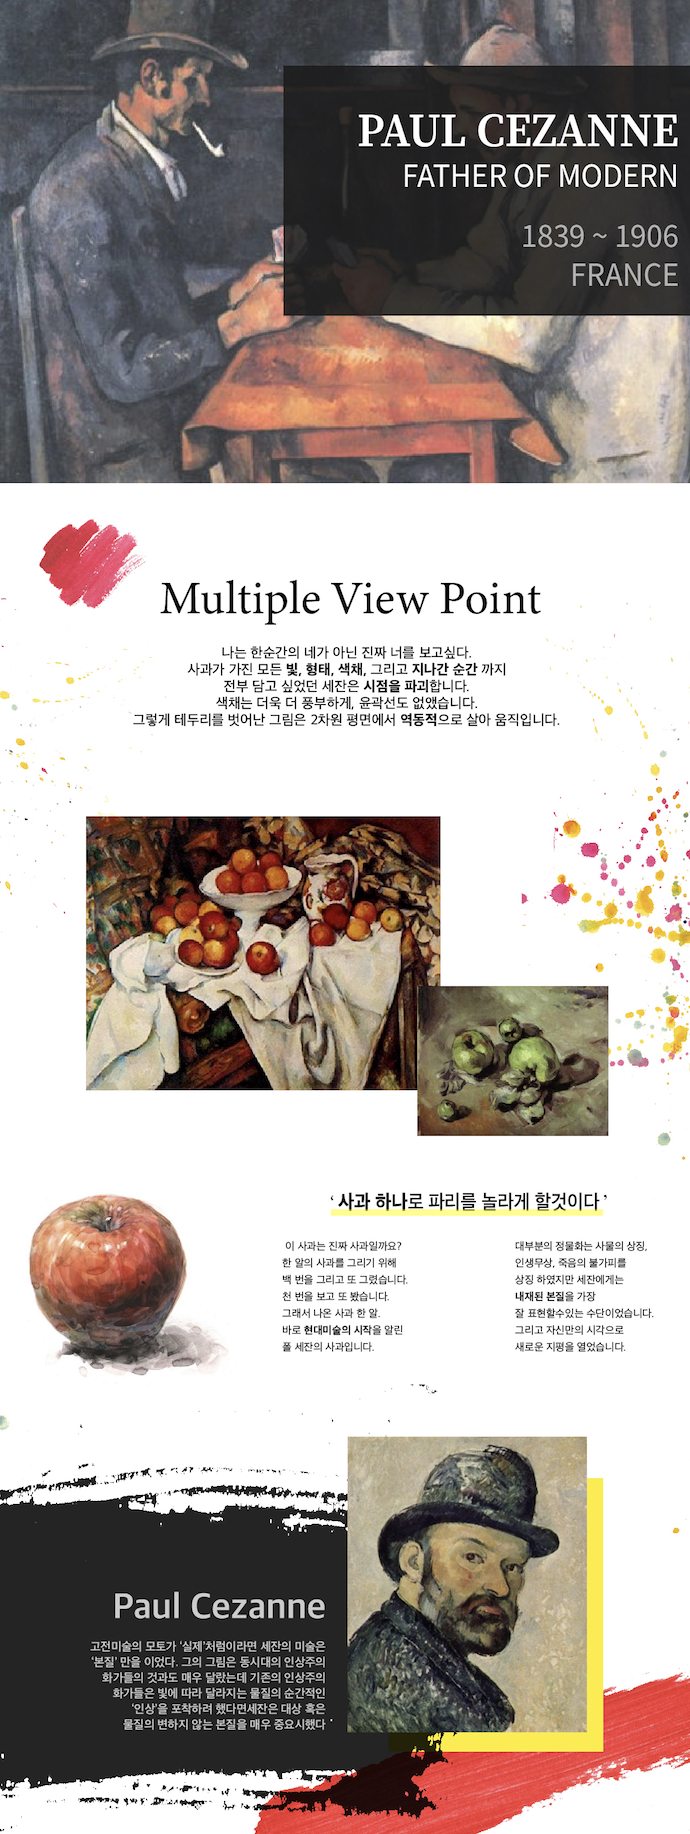 PAUL CEZANNE
FATHER OF MODERN
1839 ~ 1906
FRANCE
Multiple View Point
나는 한순간의 네가 아닌 진짜 너를 보고싶다.
사과가 가진 모든 빛, 형태, 색채, 그리고 지나간 순간 까지
전부 담고 싶었던 세잔은 시점을 파괴합니다.
색채는 더욱 더 풍부하게, 윤곽선도 없앴습니다.
그렇게 테두리를 벗어난 그림은 2차원 평면에서 역동적으로 살아 움직입니다.
‘ 사과 하나로 파리를 놀라게 할것이다 ’
이 사과는 진짜 사과일까요?
한 알의 사과를 그리기 위해
백 번을 그리고 또 그렸습니다.
천 번을 보고 또 봤습니다.
그래서 나온 사과 한 알.
바로 현대미술의 시작을 알린
폴 세잔의 사과입니다.
대부분의 정물화는 사물의 상징,
인생무상, 죽음의 불가피를
상징 하였지만 세잔에게는
내재된 본질을 가장
잘 표현할수있는 수단이었습니다.
그리고 자신만의 시각으로
새로운 지평을 열었습니다.
Paul Cezanne
고전미술의 모토가 ‘실제’처럼이라면 세잔의 미술은
‘본질’ 만을 이었다. 그의 그림은 동시대의 인상주의
화가들의 것과도 매우 달랐는데 기존의 인상주의
화가들은 빛에 따라 달라지는 물질의 순간적인
‘인상’을 포착하려 했다면세잔은 대상 혹은
물질의 변하지 않는 본질을 매우 중요시했다